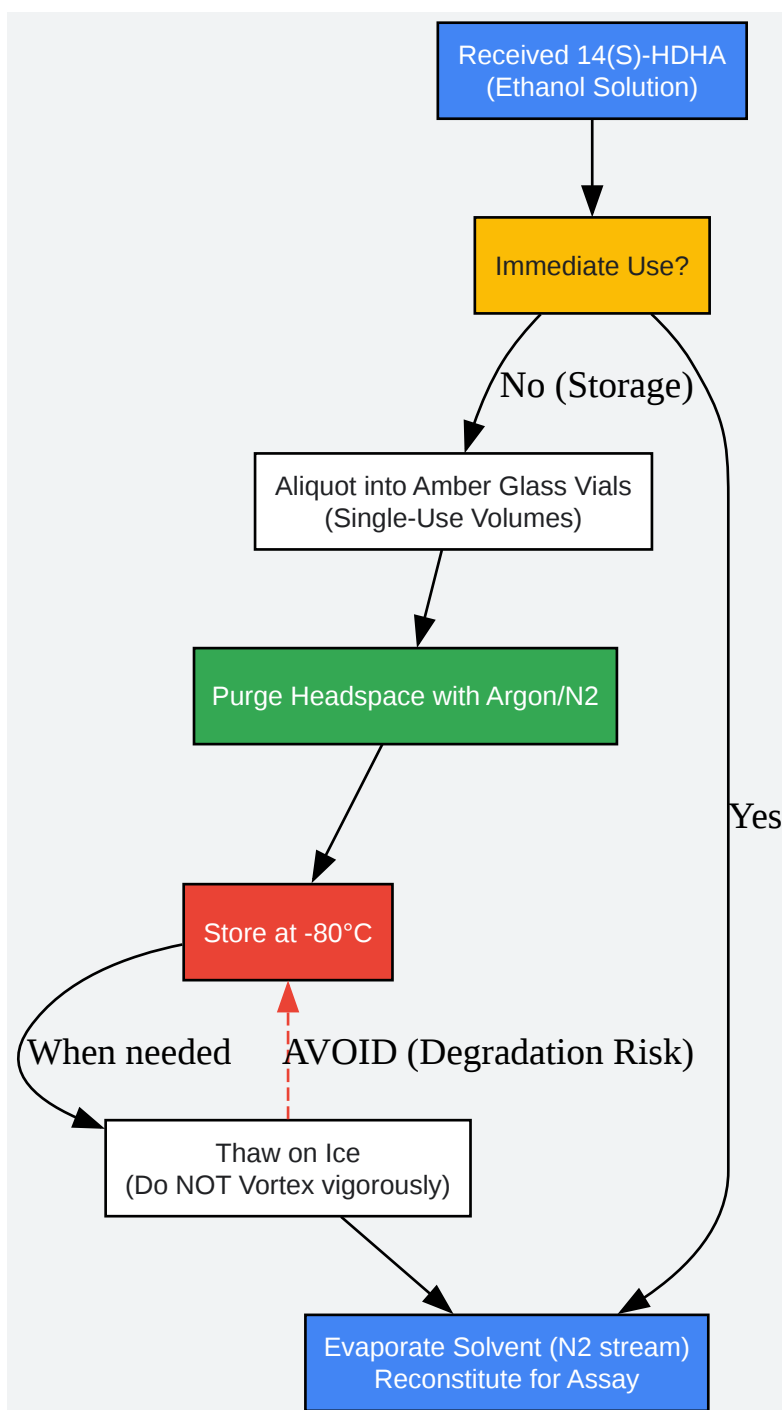 Received 14(S)-HDHA
(Ethanol Solution)
Immediate Use?
No (Storage)
Aliquot into Amber Glass Vials
(Single-Use Volumes)
Purge Headspace with Argon/N2
Yes
Store at -80°C
When needed
AVOID (Degradation Risk)
Thaw on Ice
(Do NOT Vortex vigorously)
Evaporate Solvent (N2 stream)
Reconstitute for Assay